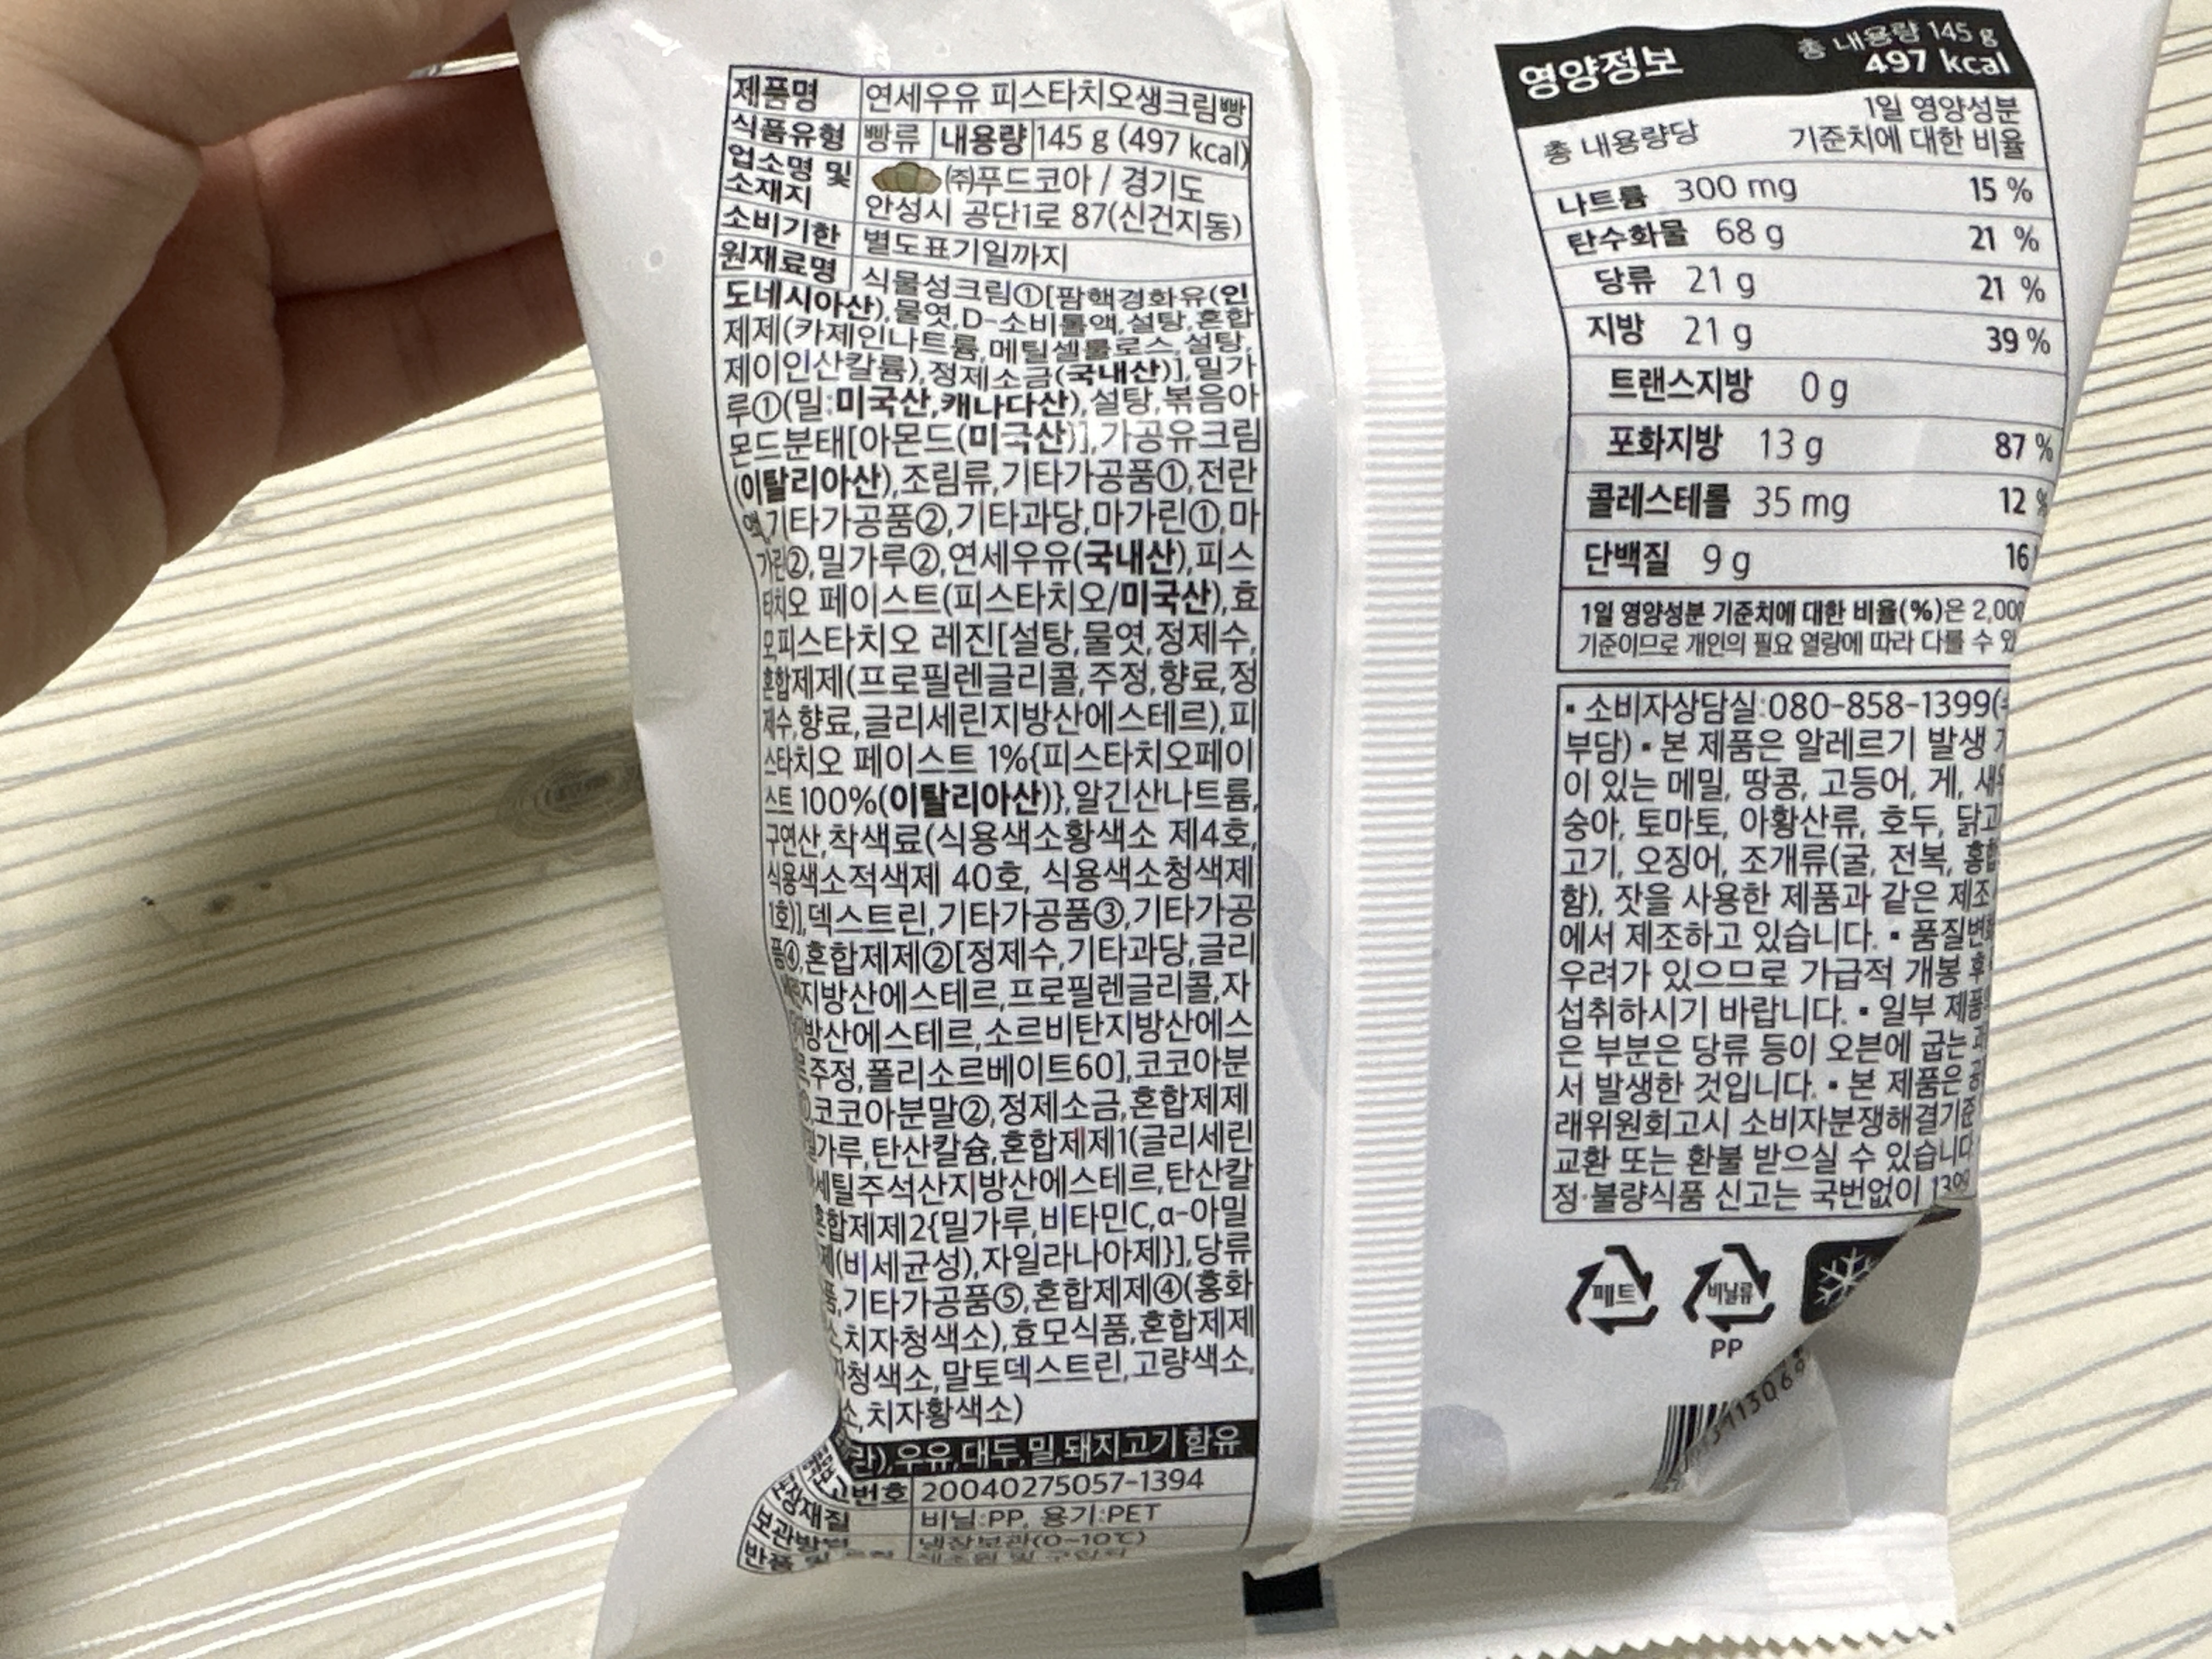 제품명 연세우유 피스타치오생크림빵
식품유형 빵류 내용량 145 g (497 kcal)
업소명 및 소재지 ㈜푸드코아 / 경기도
안성시 공단1로 87(신건지동)
소비기한 별도표기일까지
원재료명 식물성크림①[팜핵경화유(인
도네시아산),물엿,D-소비톨액,설탕,혼합
제제(카제인나트륨,메틸셀룰로스,설탕,
제이인산칼륨),정제소금(국내산)],밀가
루①(밀:미국산,캐나다산),설탕,볶음아
몬드분태[아몬드(미국산)],가공유크림
(이탈리아산),조림류,기타가공품①,전란
액,기타가공품②,기타과당,마가린①,마
가린②,밀가루②,연세우유(국내산),피스
타치오 페이스트(피스타치오/미국산),효
모,피스타치오 레진[설탕,물엿,정제수,
혼합제제(프로필렌글리콜,주정,향료,정
제수,향료,글리세린지방산에스테르),피
스타치오 페이스트 1%{피스타치오페이
스트 100%(이탈리아산)},알긴산나트륨,
구연산,착색료(식용색소황색소 제4호,
식용색소적색제 40호, 식용색소청색제
1호)],덱스트린,기타가공품③,기타가공
품④,혼합제제②[정제수,기타과당,글리
지방산에스테르,프로필렌글리콜,자
방산에스테르,소르비탄지방산에스
주정,폴리소르베이트60],코코아분
,코코아분말②,정제소금,혼합제제
가루,탄산칼슘,혼합제제1(글리세린
세틸주석산지방산에스테르,탄산칼
합제제2{밀가루,비타민C,α-아밀
제(비세균성),자일라나아제}],당류
품,기타가공품⑤,혼합제제④(홍화
소,치자청색소),효모식품,혼합제제
청색소,말토덱스트린,고량색소,
소,치자황색소)
란),우유,대두,밀,돼지고기 함유
번호 20040275057-1394
장재질 비닐:PP, 용기:PET
보관방법 냉장보관(0~10℃)
반품 및
영양정보 총 내용량 145 g
497 kcal
총 내용량당 1일 영양성분
기준치에 대한 비율
나트륨 300 mg 15 %
탄수화물 68 g 21 %
당류 21 g 21 %
지방 21 g 39 %
트랜스지방 0 g
포화지방 13 g 87 %
콜레스테롤 35 mg 12 %
단백질 9 g 16
1일 영양성분 기준치에 대한 비율(%)은 2,000
기준이므로 개인의 필요 열량에 따라 다를 수 있
▪ 소비자상담실:080-858-1399(
부담) ▪ 본 제품은 알레르기 발생
이 있는 메밀, 땅콩, 고등어, 게, 새우
숭아, 토마토, 아황산류, 호두, 닭고
고기, 오징어, 조개류(굴, 전복, 홍합
함), 잣을 사용한 제품과 같은 제조
에서 제조하고 있습니다. ▪ 품질변화
우려가 있으므로 가급적 개봉 후
섭취하시기 바랍니다. ▪ 일부 제품
은 부분은 당류 등이 오븐에 굽는
서 발생한 것입니다. ▪ 본 제품은 공
래위원회고시 소비자분쟁해결기준
교환 또는 환불 받으실 수 있습니다
정·불량식품 신고는 국번없이 1399
페트 비닐류
PP